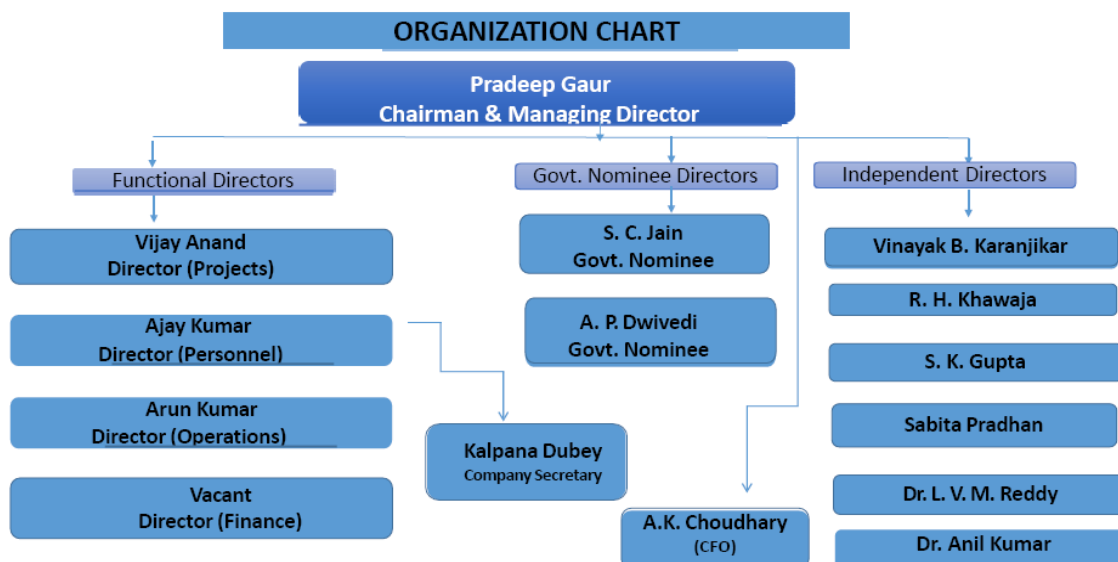 ORGANIZATION CHART
Pradeep Gaur
Chairman & Managing Director
Functional Directors
Govt. Nominee Directors
Independent Directors
Vijay Anand
Director (Projects)
Ajay Kumar
Director (Personnel)
Arun Kumar
Director (Operations)
Vacant
Director (Finance)
S. C. Jain
Govt. Nominee
A. P. Dwivedi
Govt. Nominee
Kalpana Dubey
Company Secretary
A.K. Choudhary
(CFO)
Vinayak B. Karanjikar
R. H. Khawaja
S. K. Gupta
Sabita Pradhan
Dr. L. V. M. Reddy
Dr. Anil Kumar